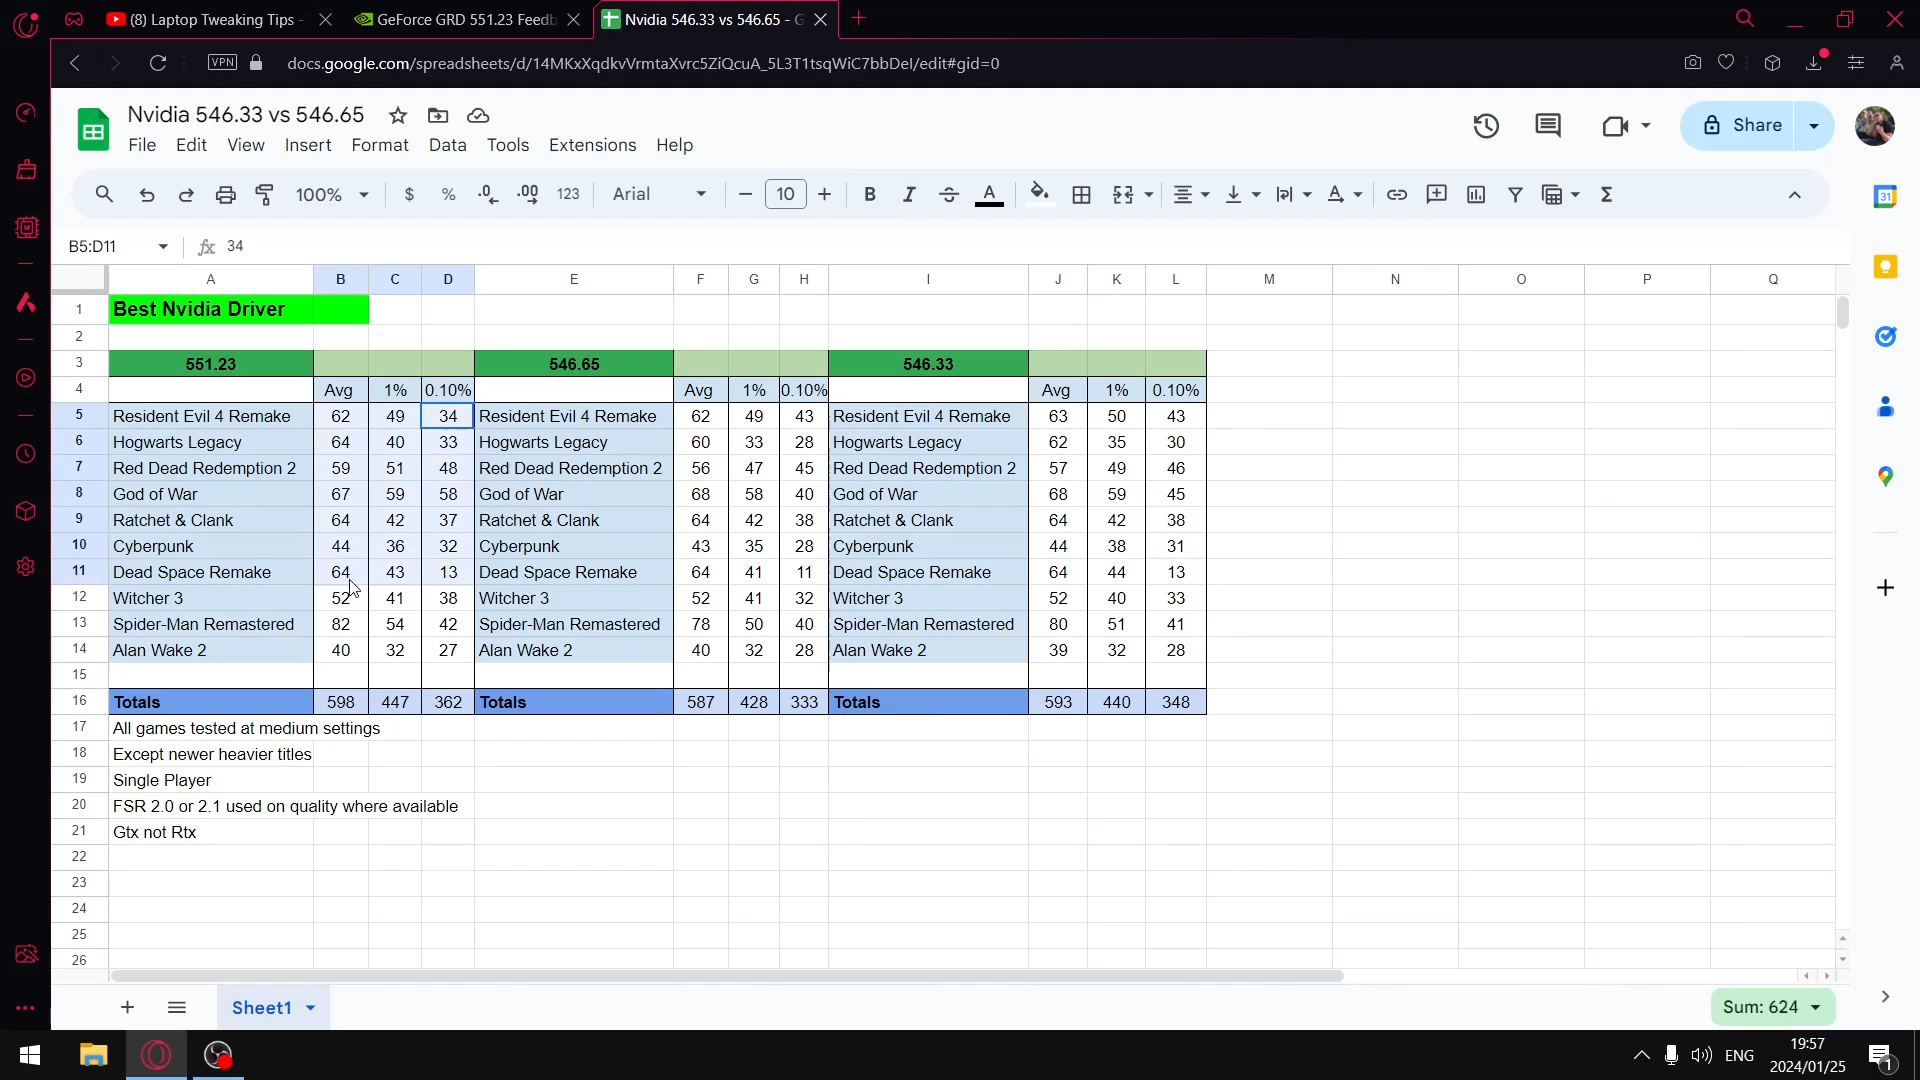 (8) Laptop Tweaking Tips -
GeForce GRD 551.23 Feedb
Nvidia 546.33 vs 546.65 - G
VPN
docs.google.com/spreadsheets/d/14MKxXqdkvVrmtaXvrc5ZiQcuA_5L3T1tsqWiC7bbDeI/edit#gid=0
Nvidia 546.33 vs 546.65
Share
File Edit View Insert Format Data Tools Extensions Help
100% $ % .0 .00 123 Arial 10 B I A A Σ
31
B5:D11 fx 34
A B C D E F G H I J K L M N O P Q
1 Best Nvidia Driver
2
3 551.23 546.65 546.33
4 Avg 1% 0.10% Avg 1% 0.10% Avg 1% 0.10%
5 Resident Evil 4 Remake 62 49 34 Resident Evil 4 Remake 62 49 43 Resident Evil 4 Remake 63 50 43
6 Hogwarts Legacy 64 40 33 Hogwarts Legacy 60 33 28 Hogwarts Legacy 62 35 30
7 Red Dead Redemption 2 59 51 48 Red Dead Redemption 2 56 47 45 Red Dead Redemption 2 57 49 46
8 God of War 67 59 58 God of War 68 58 40 God of War 68 59 45
9 Ratchet & Clank 64 42 37 Ratchet & Clank 64 42 38 Ratchet & Clank 64 42 38
10 Cyberpunk 44 36 32 Cyberpunk 43 35 28 Cyberpunk 44 38 31
11 Dead Space Remake 64 43 13 Dead Space Remake 64 41 11 Dead Space Remake 64 44 13
12 Witcher 3 52 41 38 Witcher 3 52 41 32 Witcher 3 52 40 33
13 Spider-Man Remastered 82 54 42 Spider-Man Remastered 78 50 40 Spider-Man Remastered 80 51 41
14 Alan Wake 2 40 32 27 Alan Wake 2 40 32 28 Alan Wake 2 39 32 28
15
16 Totals 598 447 362 Totals 587 428 333 Totals 593 440 348
17 All games tested at medium settings
18 Except newer heavier titles
19 Single Player
20 FSR 2.0 or 2.1 used on quality where available
21 Gtx not Rtx
22
23
24
25
26
Sheet1
Sum: 624
ENG
19:57
2024/01/25
1